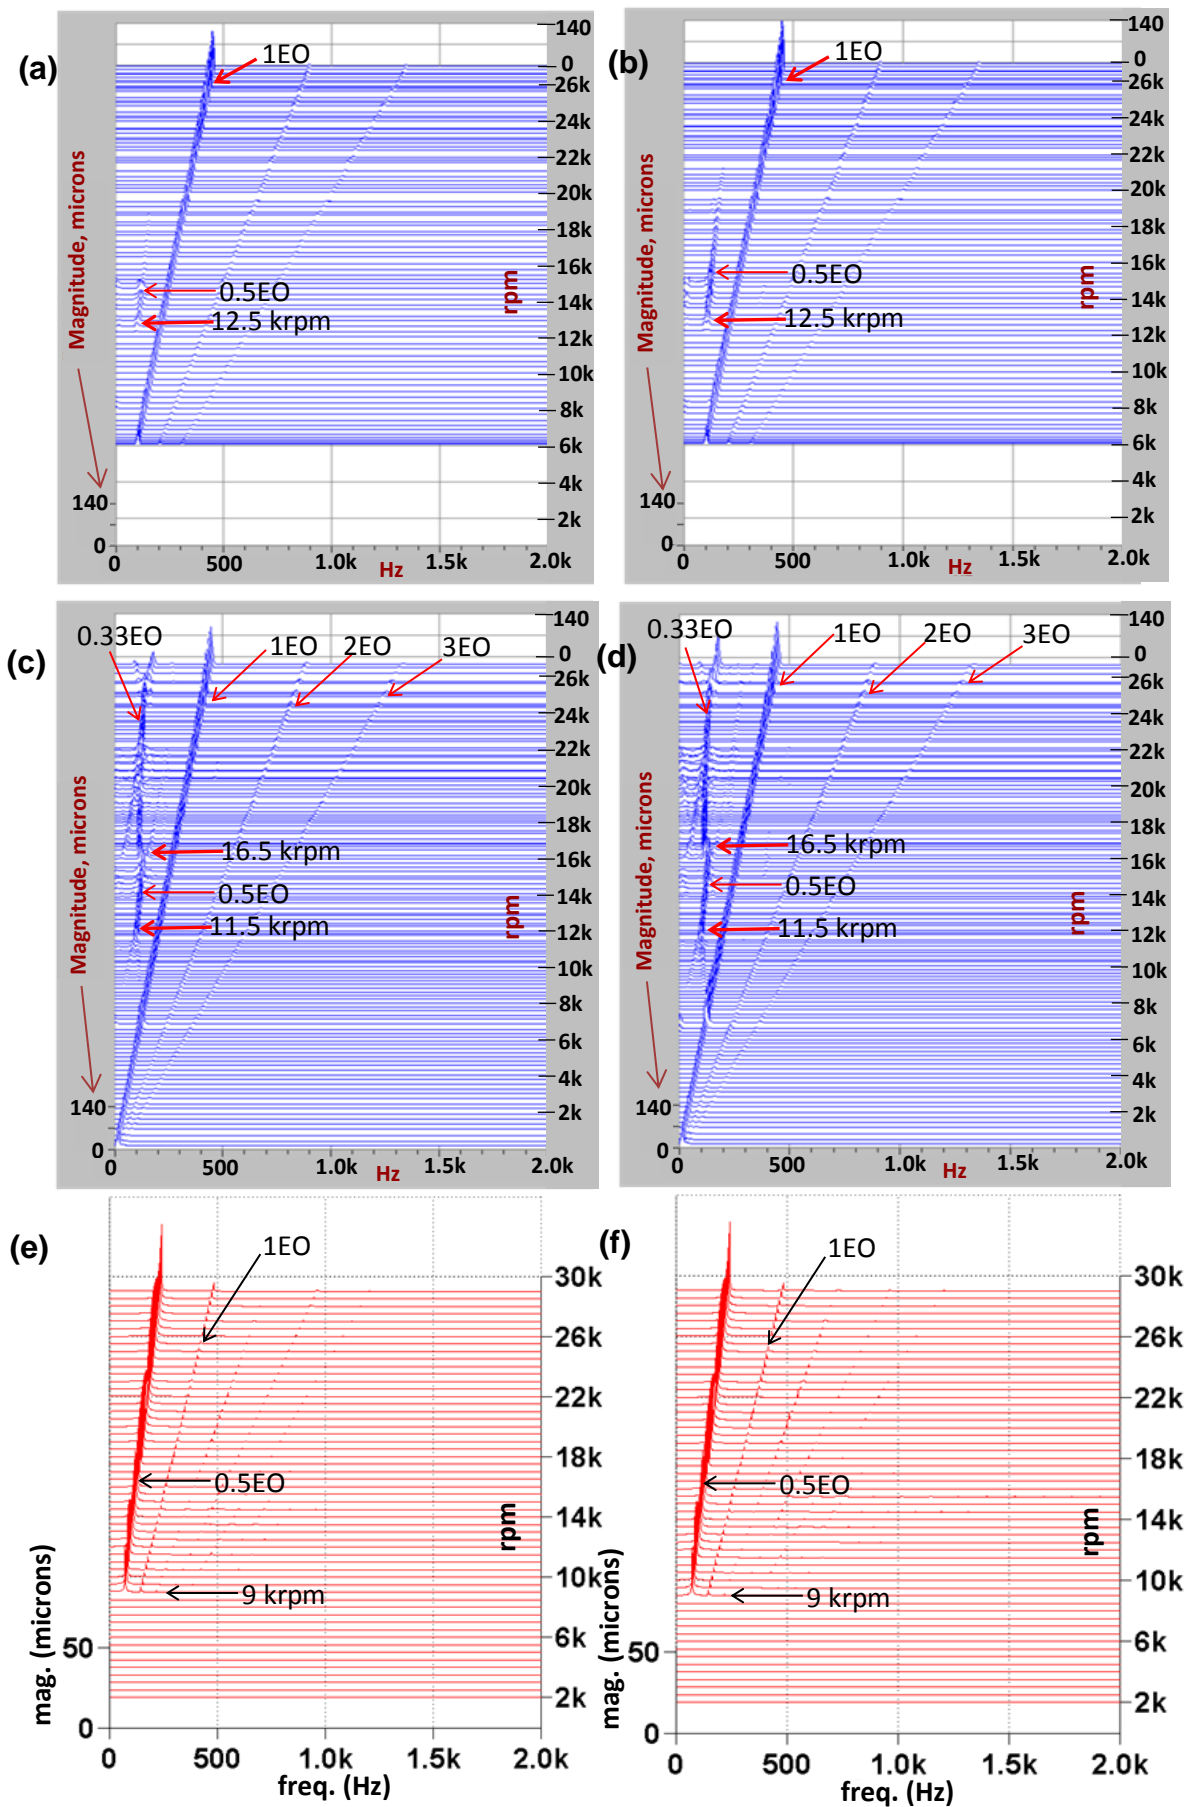 (a)
1EO
0.5EO
12.5 krpm
Magnitude, microns
rpm
140
0
26k
24k
22k
20k
18k
16k
14k
12k
10k
8k
6k
4k
2k
140
0
0
500
1.0k
1.5k
2.0k
Hz
(b)
1EO
0.5EO
12.5 krpm
Magnitude, microns
rpm
140
0
26k
24k
22k
20k
18k
16k
14k
12k
10k
8k
6k
4k
2k
140
0
0
500
1.0k
1.5k
2.0k
Hz
(c)
0.33EO
1EO
2EO
3EO
16.5 krpm
0.5EO
11.5 krpm
Magnitude, microns
rpm
140
0
26k
24k
22k
20k
18k
16k
14k
12k
10k
8k
6k
4k
2k
140
0
0
500
1.0k
1.5k
2.0k
Hz
(d)
0.33EO
1EO
2EO
3EO
16.5 krpm
0.5EO
11.5 krpm
Magnitude, microns
rpm
140
0
26k
24k
22k
20k
18k
16k
14k
12k
10k
8k
6k
4k
2k
140
0
0
500
1.0k
1.5k
2.0k
Hz
(e)
1EO
0.5EO
9 krpm
mag. (microns)
rpm
30k
26k
22k
18k
14k
10k
6k
2k
50
0
0
500
1.0k
1.5k
2.0k
freq. (Hz)
(f)
1EO
0.5EO
9 krpm
mag. (microns)
rpm
30k
26k
22k
18k
14k
10k
6k
2k
50
0
0
500
1.0k
1.5k
2.0k
freq. (Hz)